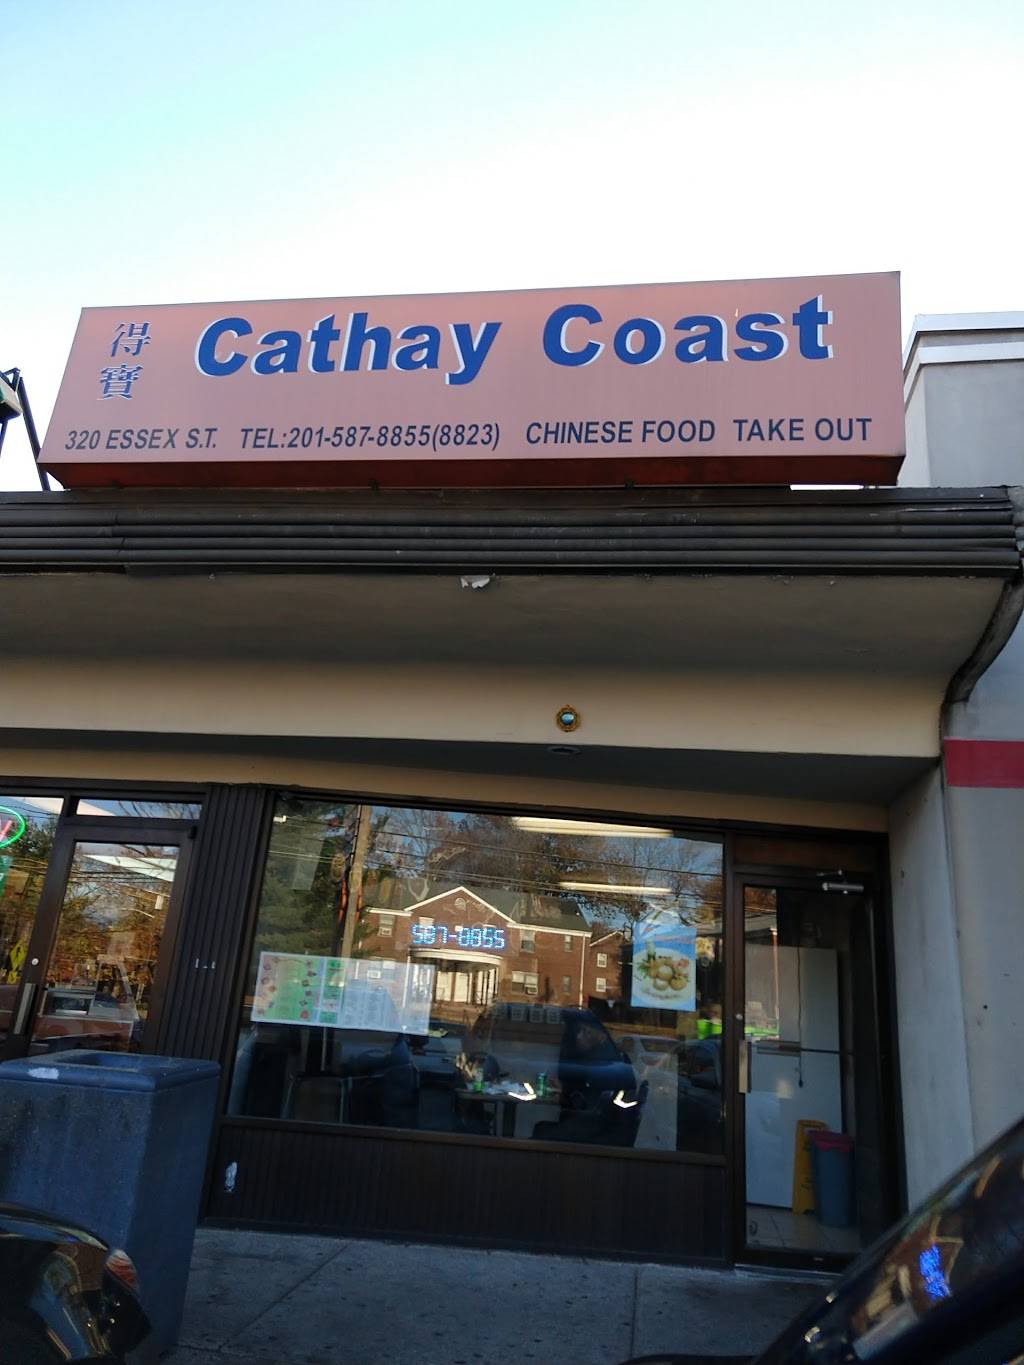 得寶
Cathay Coast
320 ESSEX S.T. TEL:201-587-8855(8823) CHINESE FOOD TAKE OUT
587-8855